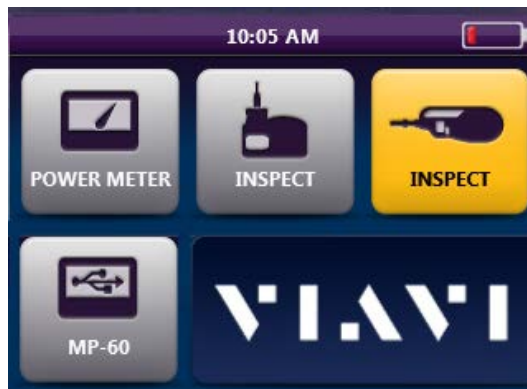 10:05 AM
POWER METER
INSPECT
INSPECT
MP-60
VIAVI